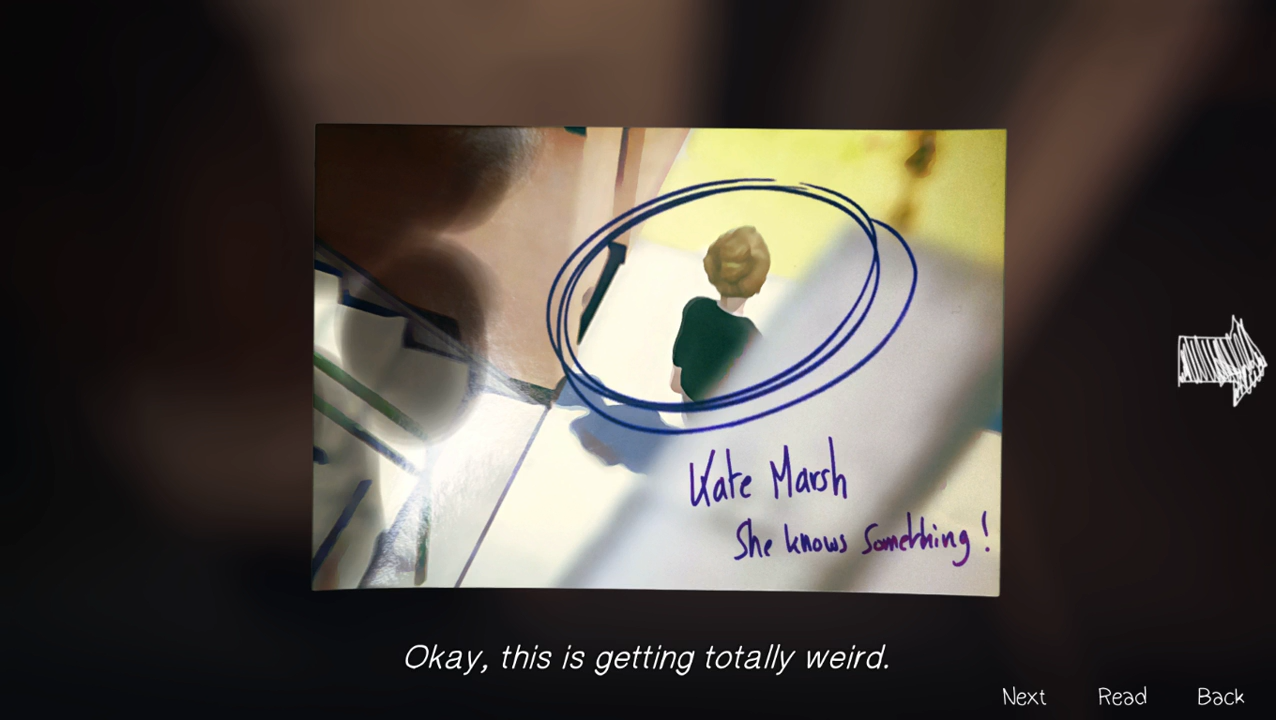 Kate Marsh
She knows something!
Okay, this is getting totally weird.
Next Read Back